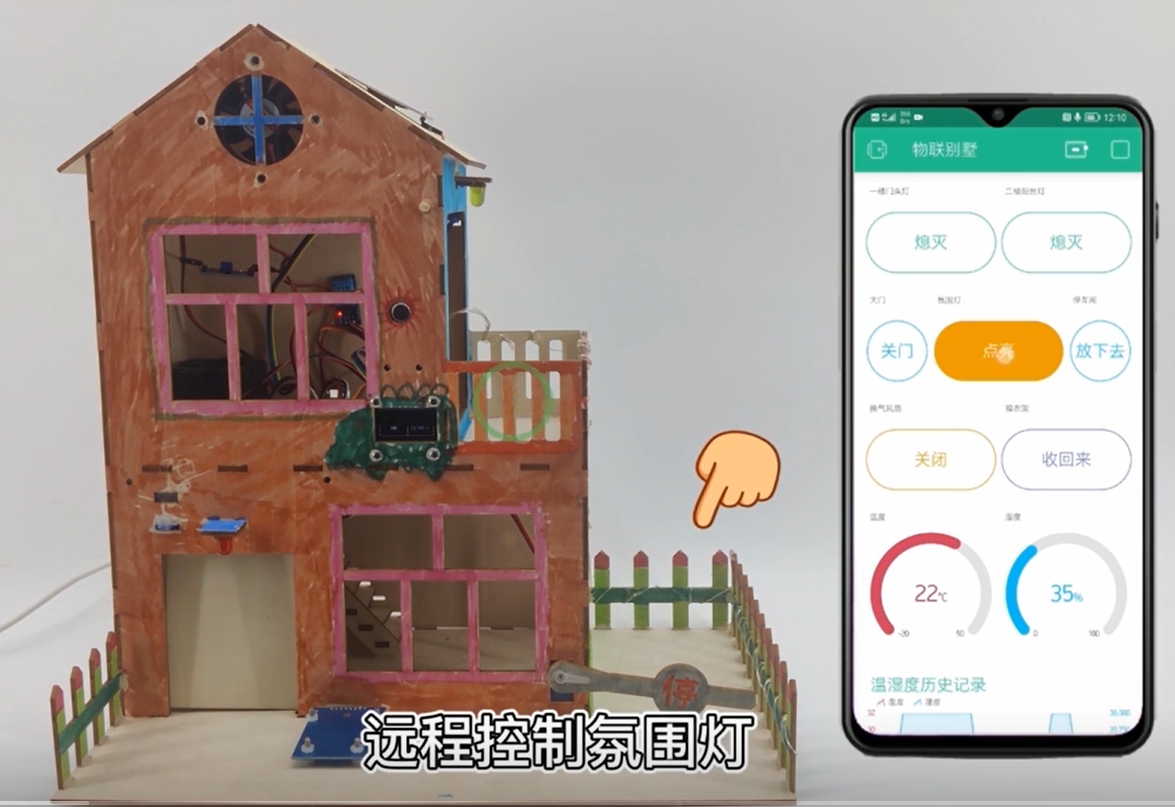 停
远程控制氛围灯
12:10
物联别墅
一楼门头灯
二楼阳台灯
熄灭
熄灭
大门
氛围灯
停车闸
关门
点亮
放下去
换气风扇
晾衣架
关闭
收回来
温度
湿度
22℃
35%
-20
50
0
100
温湿度历史记录
温度
湿度
32
36.000
30